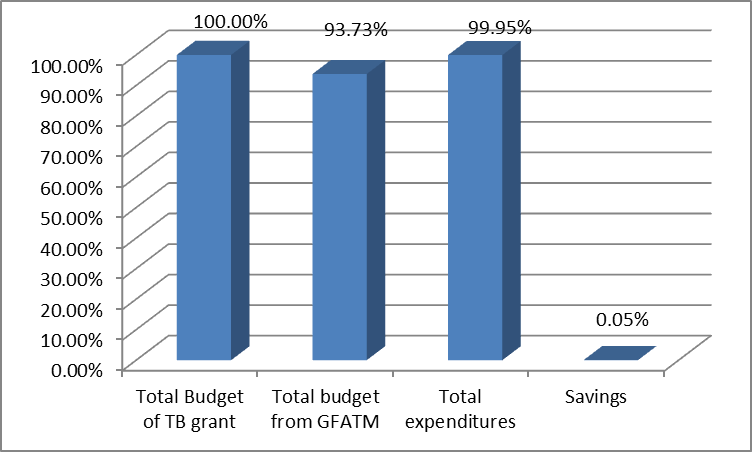 100.00%
93.73%
99.95%
0.05%
100.00%
90.00%
80.00%
70.00%
60.00%
50.00%
40.00%
30.00%
20.00%
10.00%
0.00%
Total Budget
of TB grant
Total budget
from GFATM
Total
expenditures
Savings